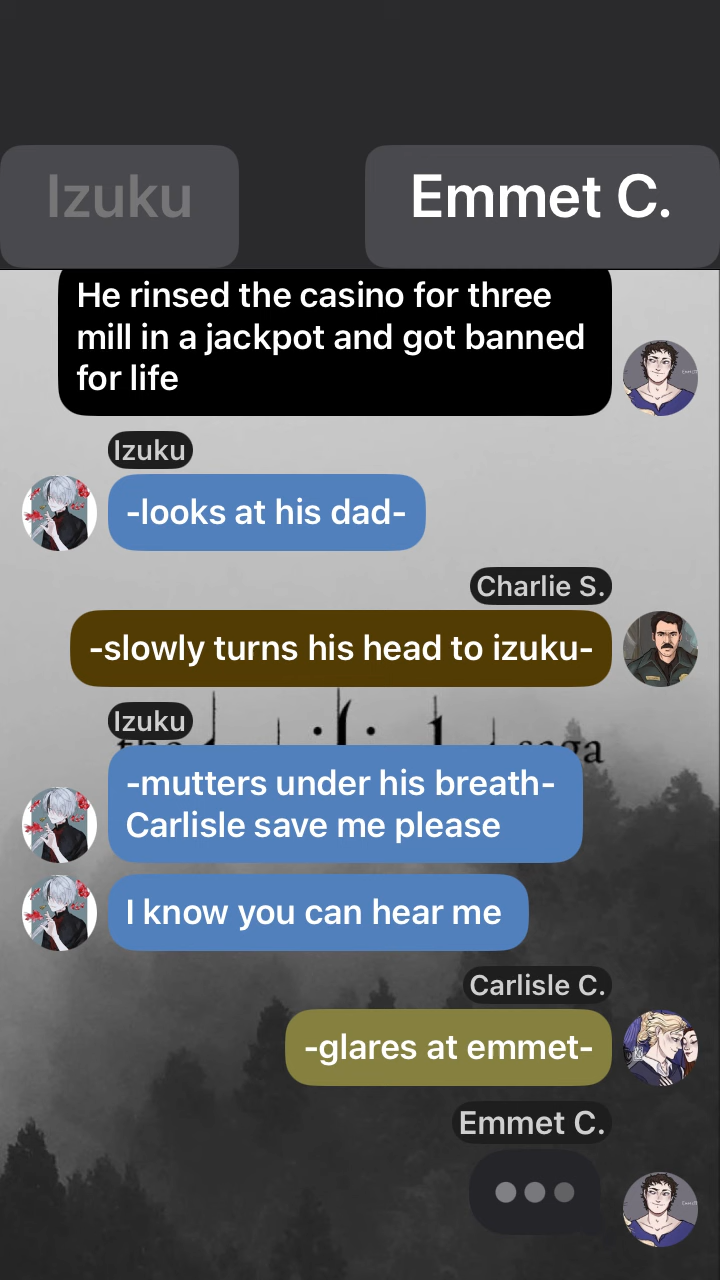 Izuku
Emmet C.
He rinsed the casino for three
mill in a jackpot and got banned
for life
Izuku
-looks at his dad-
Charlie S.
-slowly turns his head to izuku-
Izuku
-mutters under his breath-
Carlisle save me please
I know you can hear me
Carlisle C.
-glares at emmet-
Emmet C.